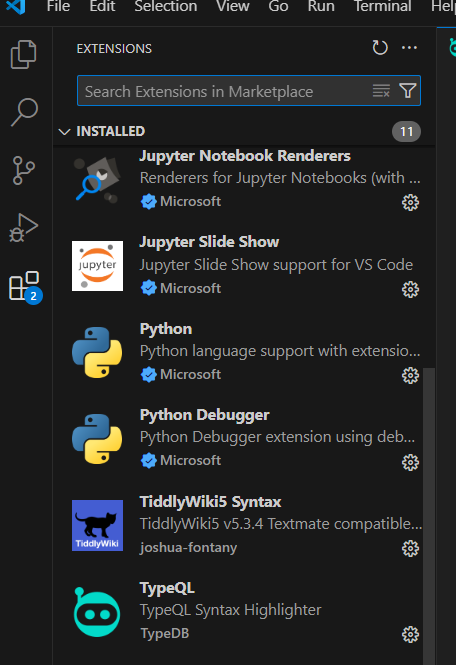 File Edit Selection View Go Run Terminal
EXTENSIONS
Search Extensions in Marketplace
INSTALLED 11
Jupyter Notebook Renderers
Renderers for Jupyter Notebooks (with ...
Microsoft
jupyter
Jupyter Slide Show
Jupyter Slide Show support for VS Code
Microsoft
2
Python
Python language support with extensio...
Microsoft
Python Debugger
Python Debugger extension using deb...
Microsoft
TiddlyWiki
TiddlyWiki5 Syntax
TiddlyWiki5 v5.3.4 Textmate compatible...
joshua-fontany
TypeQL
TypeQL Syntax Highlighter
TypeDB